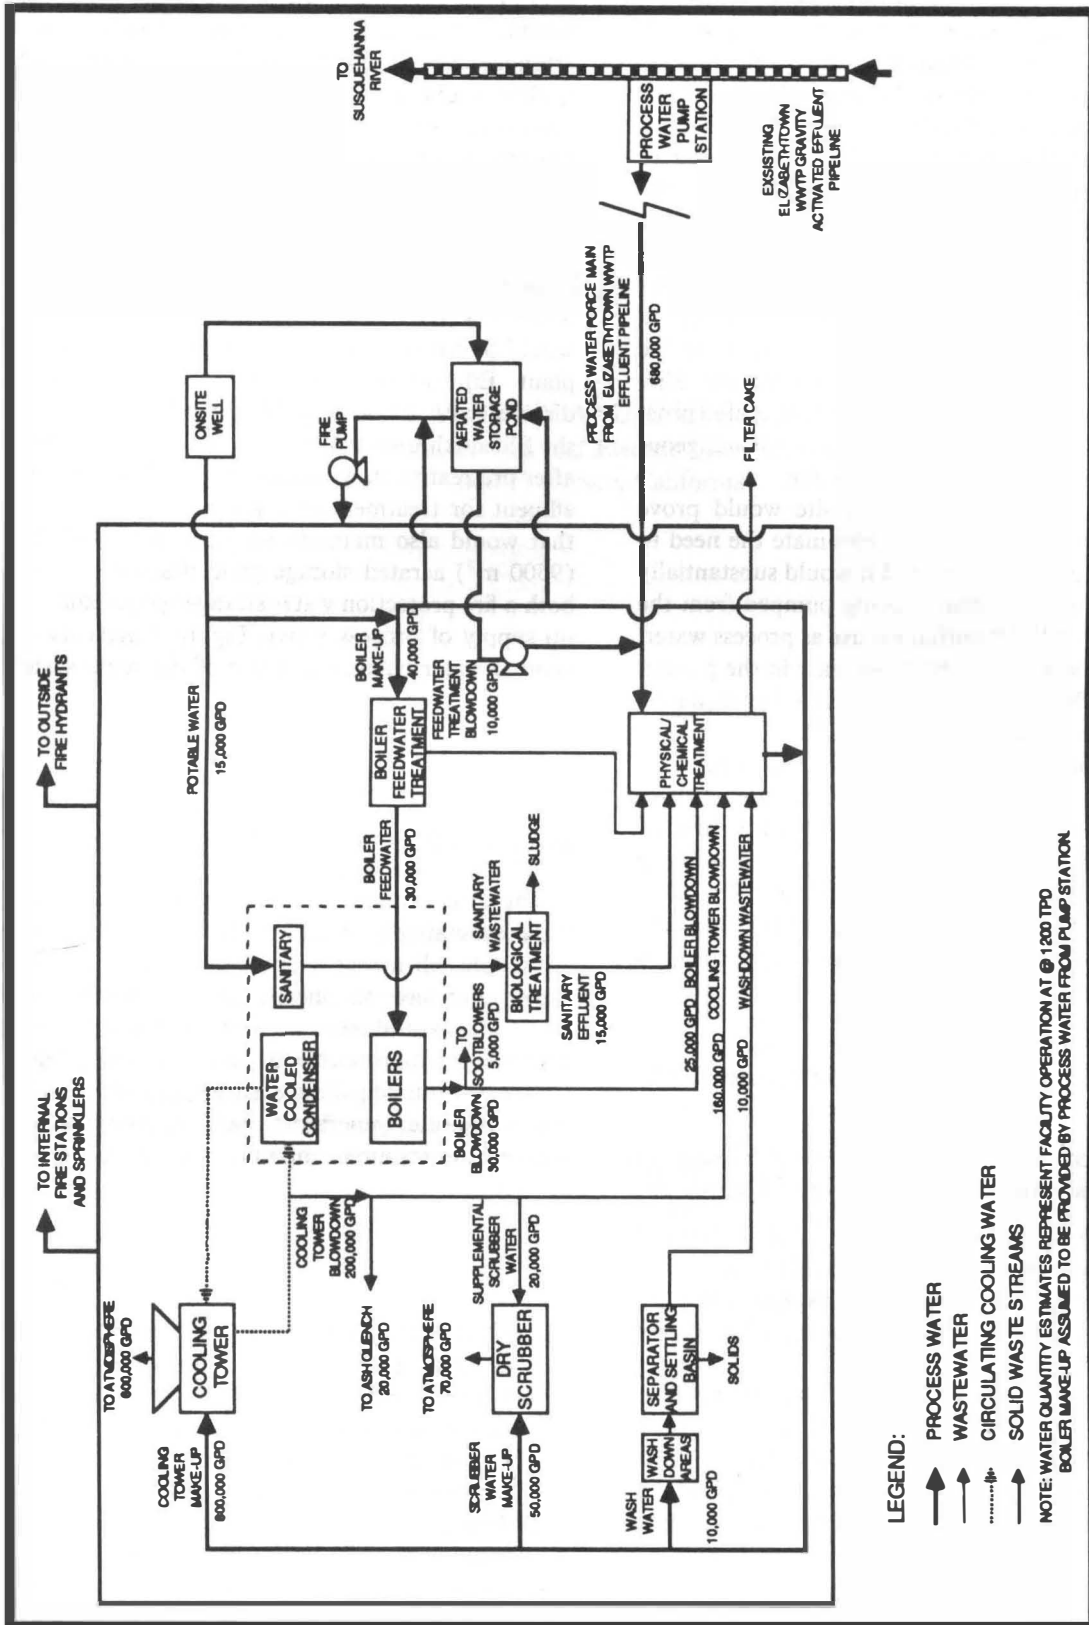 TO INTERNAL
FIRE STATIONS
AND SPRINKLERS
TO OUTSIDE
FIRE HYDRANTS
TO ATMOSPHERE
600,000 GPD
COOLING
TOWER
MAKE-UP
800,000 GPD
COOLING
TOWER
WATER
COOLED
CONDENSER
SANITARY
POTABLE WATER
15,000 GPD
ONSITE
WELL
FIRE
PUMP
TO
SUSQUEHANNA
RIVER
COOLING
TOWER
BLOWDOWN
200,000 GPD
TO ASH QUENCH
20,000 GPD
BOILERS
BOILER
FEEDWATER
30,000 GPD
BOILER
FEEDWATER
TREATMENT
BOILER
MAKE-UP
40,000 GPD
FEEDWATER
TREATMENT
BLOWDOWN
10,000 GPD
AERATED
WATER
STORAGE
POND
TO ATMOSPHERE
70,000 GPD
SCRUBBER
WATER
MAKE-UP
50,000 GPD
DRY
SCRUBBER
SUPPLEMENTAL
SCRUBBER
WATER
20,000 GPD
BOILER
BLOWDOWN
30,000 GPD
TO
SOOTBLOWERS
5,000 GPD
SANITARY
WASTEWATER
BIOLOGICAL
TREATMENT
SLUDGE
SANITARY
EFFLUENT
15,000 GPD
PROCESS WATER FORCE MAIN
FROM ELIZABETHTOWN WWTP
EFFLUENT PIPELINE
680,000 GPD
PROCESS
WATER
PUMP
STATION
WASH
WATER
10,000 GPD
WASH
DOWN
AREAS
SEPARATOR
AND SETTLING
BASIN
SOLIDS
25,000 GPD BOILER BLOWDOWN
160,000 GPD COOLING TOWER BLOWDOWN
10,000 GPD WASHDOWN WASTEWATER
PHYSICAL/
CHEMICAL
TREATMENT
FILTER CAKE
EXSISTING
ELIZABETHTOWN
WWTP GRAVITY
ACTIVATED EFFLUENT
PIPELINE
LEGEND:
PROCESS WATER
WASTEWATER
CIRCULATING COOLING WATER
SOLID WASTE STREAMS
NOTE: WATER QUANTITY ESTIMATES REPRESENT FACILITY OPERATION AT @ 1200 TPD
BOILER MAKE-UP ASSUMED TO BE PROVIDED BY PROCESS WATER FROM PUMP STATION.